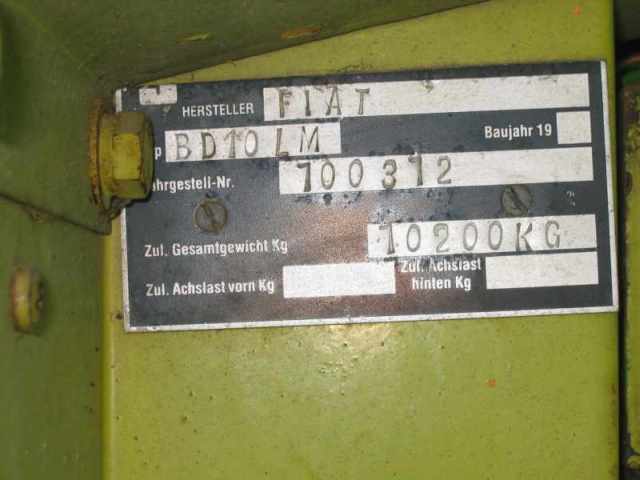 HERSTELLER FIAT
p BD10LM Baujahr 19
hrgestell-Nr. 700312
Zul. Gesamtgewicht Kg 10200KG
Zul. Achslast vorn Kg Zul. Achslast
hinten Kg